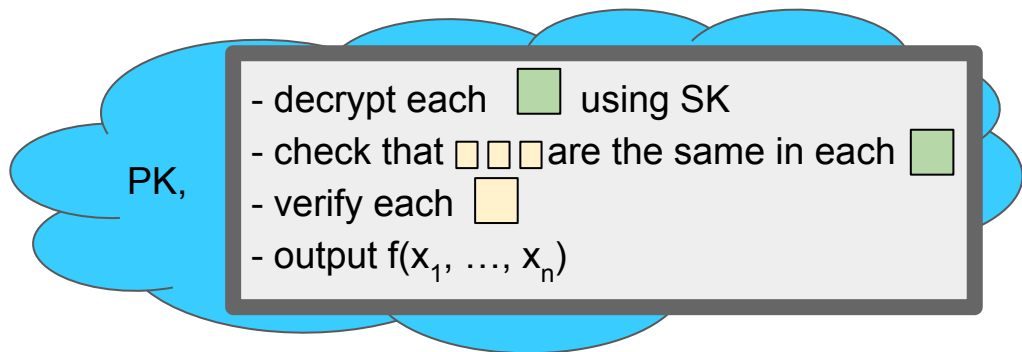 - decrypt each using SK
- check that are the same in each
PK,
- verify each
- output f(x₁, …, xₙ)